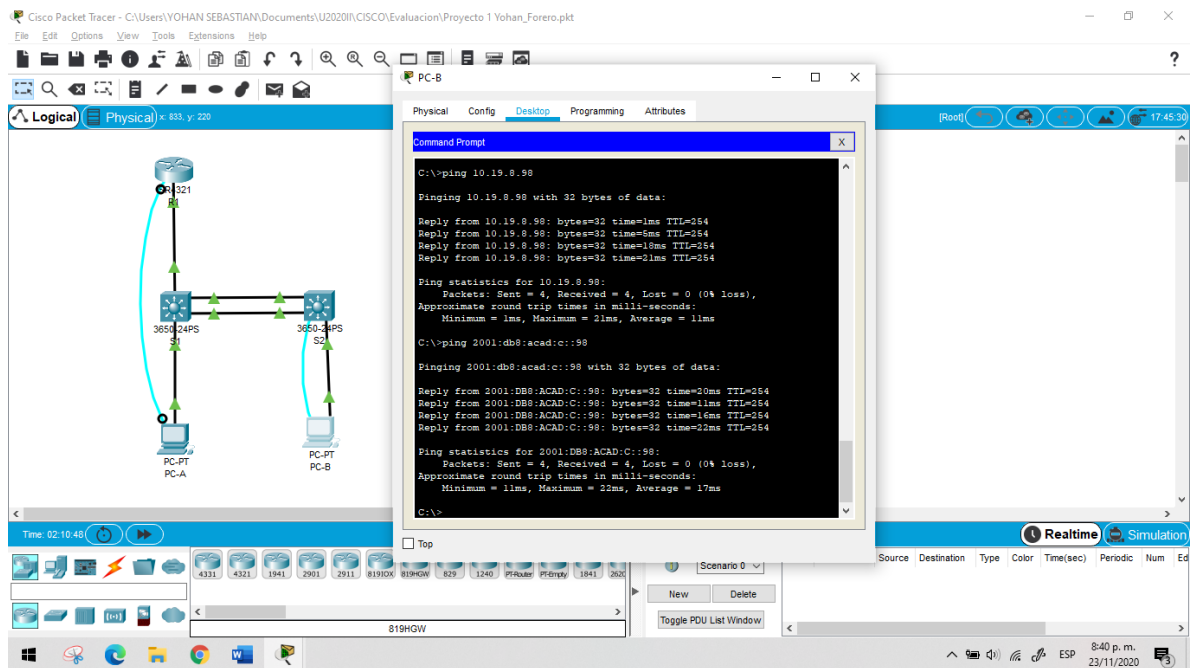 Cisco Packet Tracer - C:\Users\YOHAN SEBASTIAN\Documents\U2020II\CISCO\Evaluacion\Proyecto 1 Yohan_Forero.pkt
File Edit Options View Tools Extensions Help
Logical
Physical
x: 833, y: 220
[Root]
17:45:30
R1
3650-24PS
S1
3650-24PS
S2
PC-PT
PC-A
PC-PT
PC-B
PC-B
Physical Config Desktop Programming Attributes
Command Prompt
X
C:\>ping 10.19.8.98
Pinging 10.19.8.98 with 32 bytes of data:
Reply from 10.19.8.98: bytes=32 time=1ms TTL=254
Reply from 10.19.8.98: bytes=32 time=5ms TTL=254
Reply from 10.19.8.98: bytes=32 time=18ms TTL=254
Reply from 10.19.8.98: bytes=32 time=21ms TTL=254
Ping statistics for 10.19.8.98:
Packets: Sent = 4, Received = 4, Lost = 0 (0% loss),
Approximate round trip times in milli-seconds:
Minimum = 1ms, Maximum = 21ms, Average = 11ms
C:\>ping 2001:db8:acad:c::98
Pinging 2001:db8:acad:c::98 with 32 bytes of data:
Reply from 2001:DB8:ACAD:C::98: bytes=32 time=20ms TTL=254
Reply from 2001:DB8:ACAD:C::98: bytes=32 time=11ms TTL=254
Reply from 2001:DB8:ACAD:C::98: bytes=32 time=16ms TTL=254
Reply from 2001:DB8:ACAD:C::98: bytes=32 time=22ms TTL=254
Ping statistics for 2001:DB8:ACAD:C::98:
Packets: Sent = 4, Received = 4, Lost = 0 (0% loss),
Approximate round trip times in milli-seconds:
Minimum = 11ms, Maximum = 22ms, Average = 17ms
C:\>
Top
Time: 02:10:48
Realtime
Simulation
4331 4321 1941 2901 2911 819IOX 819HGW 829 1240 PT-Router PT-Empty 1841
819HGW
Scenario 0
New Delete
Toggle PDU List Window
Source Destination Type Color Time(sec) Periodic Num Ed
ESP
8:40 p. m.
23/11/2020
3